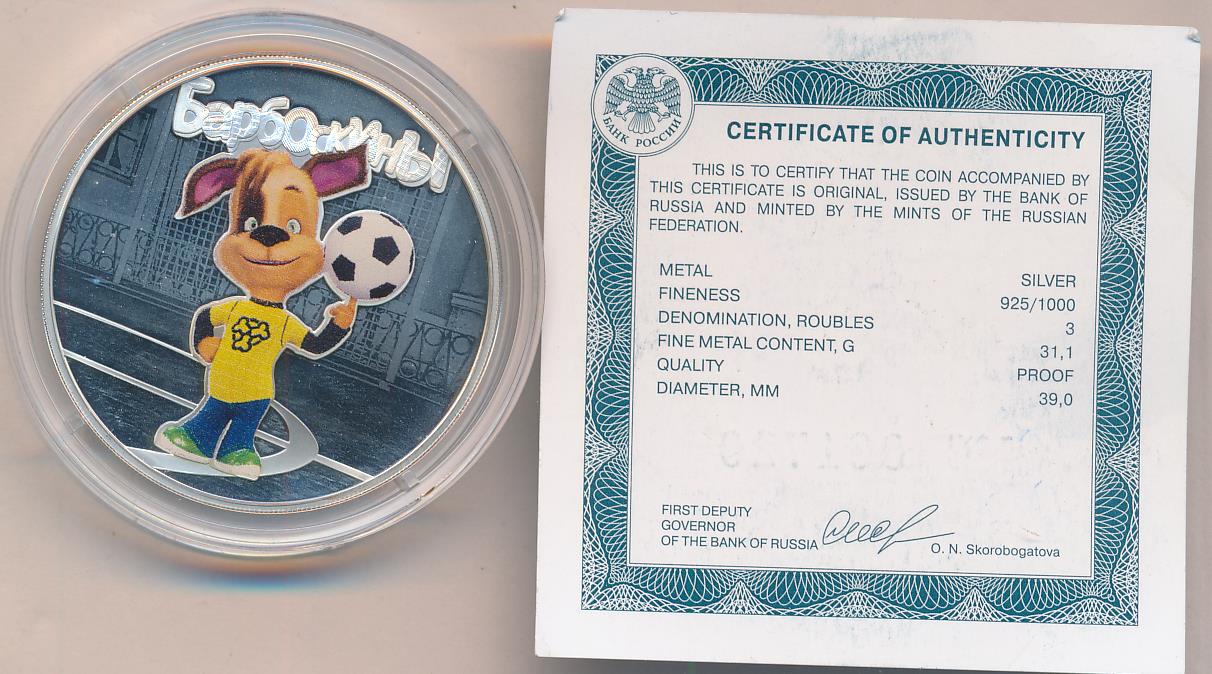 Барбоскины
БАНК РОССИИ
CERTIFICATE OF AUTHENTICITY
THIS IS TO CERTIFY THAT THE COIN ACCOMPANIED BY
THIS CERTIFICATE IS ORIGINAL, ISSUED BY THE BANK OF
RUSSIA AND MINTED BY THE MINTS OF THE RUSSIAN
FEDERATION.
METAL SILVER
FINENESS 925/1000
DENOMINATION, ROUBLES 3
FINE METAL CONTENT, G 31,1
QUALITY PROOF
DIAMETER, MM 39,0
FIRST DEPUTY
GOVERNOR
OF THE BANK OF RUSSIA O. N. Skorobogatova